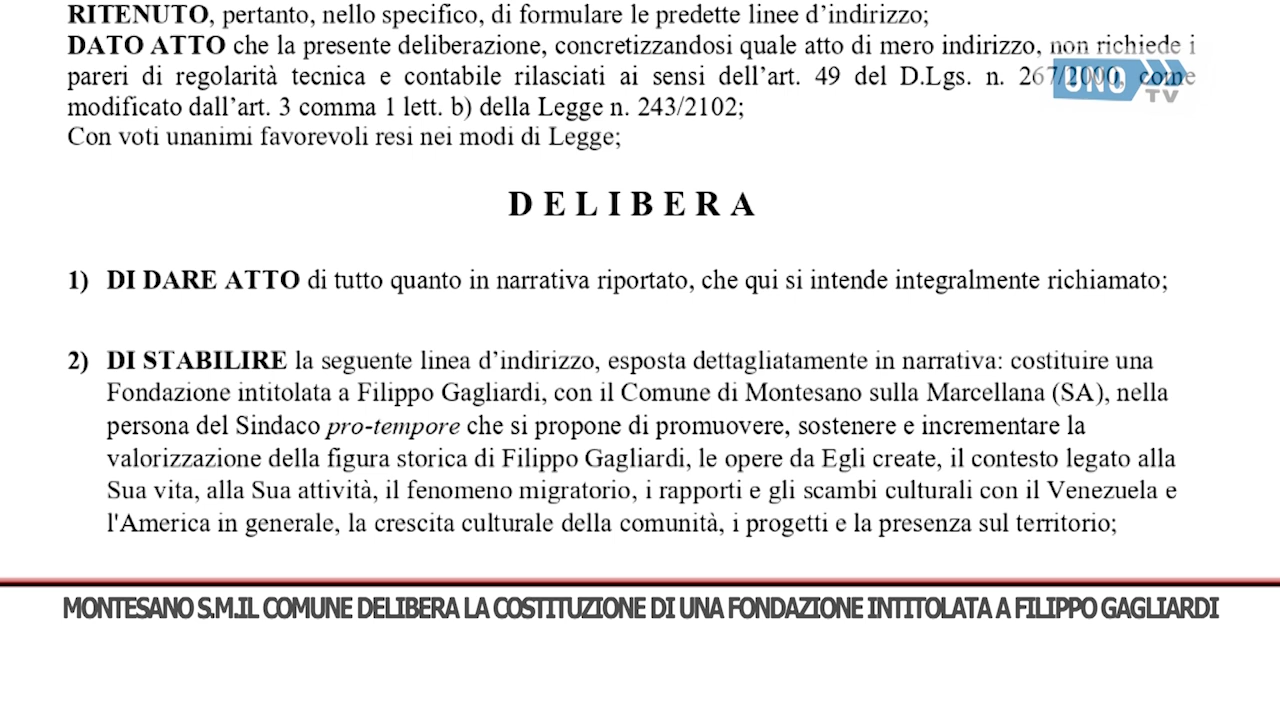 RITENUTO, pertanto, nello specifico, di formulare le predette linee d’indirizzo;
DATO ATTO che la presente deliberazione, concretizzandosi quale atto di mero indirizzo, non richiede i
pareri di regolarità tecnica e contabile rilasciati ai sensi dell’art. 49 del D.Lgs. n. 267/2000, come
modificato dall’art. 3 comma 1 lett. b) della Legge n. 243/2102;
Con voti unanimi favorevoli resi nei modi di Legge;
UNO
TV
D E L I B E R A
1) DI DARE ATTO di tutto quanto in narrativa riportato, che qui si intende integralmente richiamato;
2) DI STABILIRE la seguente linea d’indirizzo, esposta dettagliatamente in narrativa: costituire una
Fondazione intitolata a Filippo Gagliardi, con il Comune di Montesano sulla Marcellana (SA), nella
persona del Sindaco pro-tempore che si propone di promuovere, sostenere e incrementare la
valorizzazione della figura storica di Filippo Gagliardi, le opere da Egli create, il contesto legato alla
Sua vita, alla Sua attività, il fenomeno migratorio, i rapporti e gli scambi culturali con il Venezuela e
l'America in generale, la crescita culturale della comunità, i progetti e la presenza sul territorio;
MONTESANO S.M.IL COMUNE DELIBERA LA COSTITUZIONE DI UNA FONDAZIONE INTITOLATA A FILIPPO GAGLIARDI